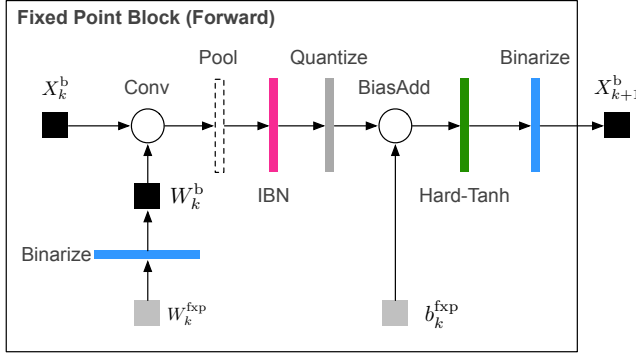 Fixed Point Block (Forward)
Pool
Quantize
Binarize
X_k^b
Conv
BiasAdd
X_{k+1}^b
W_k^b
IBN
Hard-Tanh
Binarize
W_k^fxp
b_k^fxp